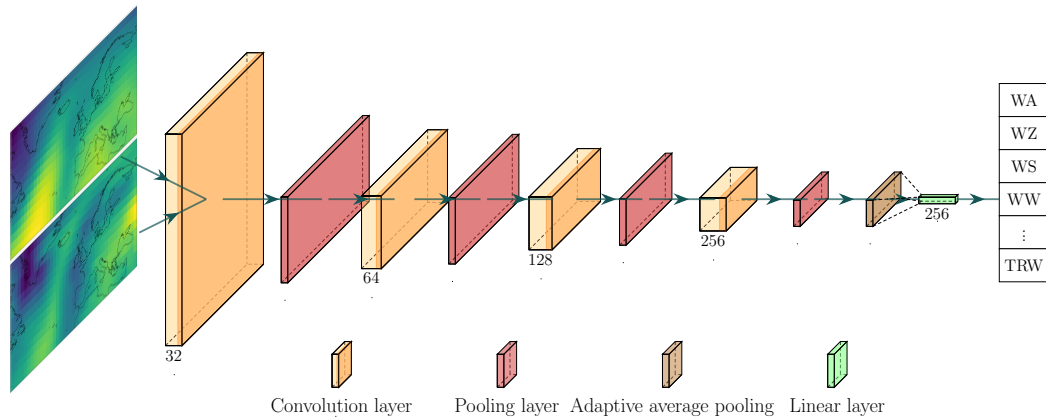 32
64
128
256
256
WA
WZ
WS
WW
⋮
TRW
Convolution layer
Pooling layer
Adaptive average pooling
Linear layer